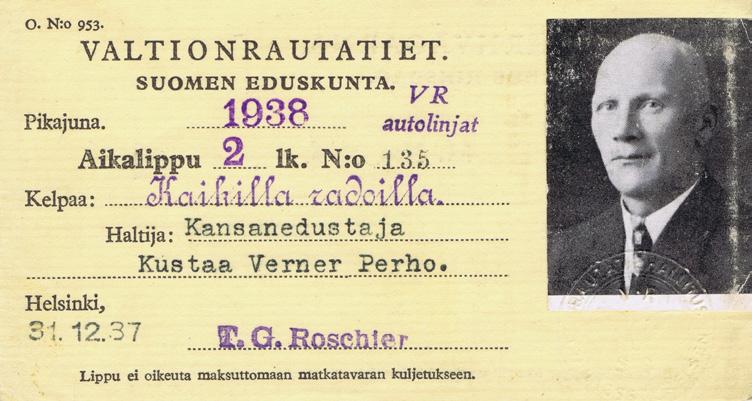 O. N:o 953.
VALTIONRAUTATIET.
SUOMEN EDUSKUNTA.
Pikajuna. 1938 VR
autolinjat
Aikalippu 2 lk. N:o 135
Kelpaa: Kaikilla radoilla.
Haltija: Kansanedustaja
Kustaa Verner Perho.
Helsinki,
31.12.37 T. G. Roschier
Lippu ei oikeuta maksuttomaan matkatavaran kuljetukseen.